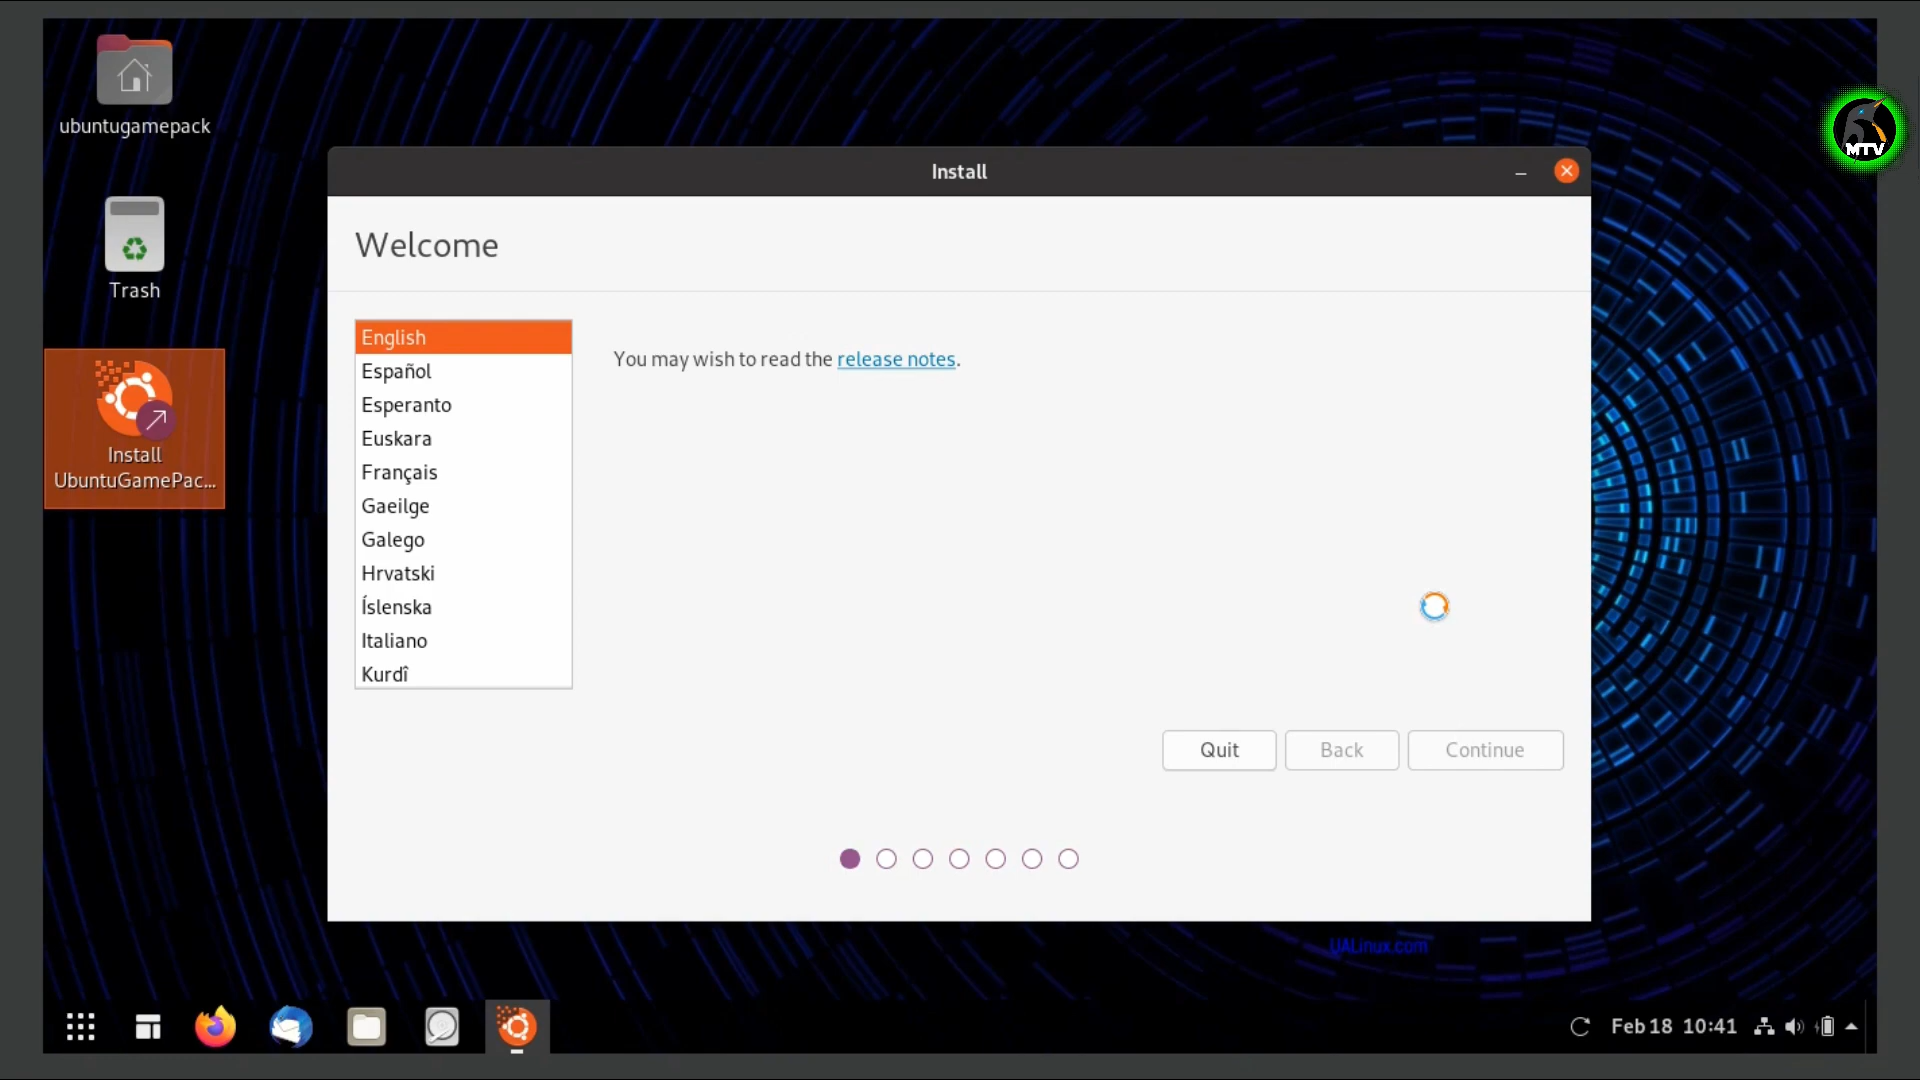 ubuntugamepack
Trash
Install
UbuntuGamePac...
MTV
Install
Welcome
English
Español
Esperanto
Euskara
Français
Gaeilge
Galego
Hrvatski
Íslenska
Italiano
Kurdî
You may wish to read the release notes.
Quit
Back
Continue
UALinux.com
Feb 18 10:41